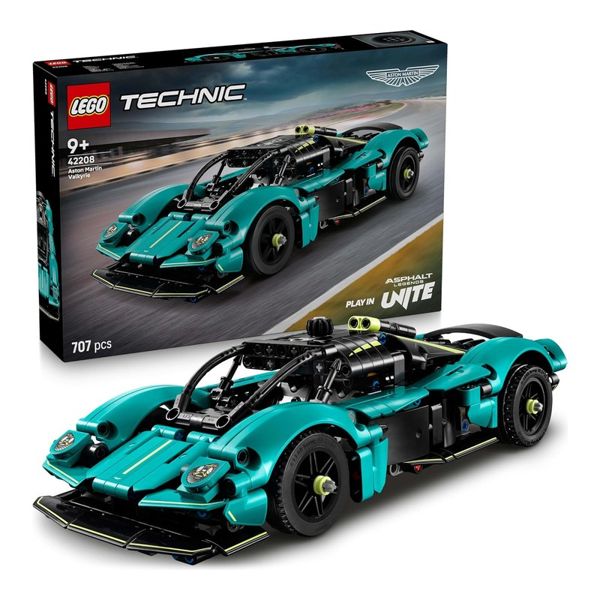 ASTON MARTIN
LEGO TECHNIC
9+
42208
Aston Martin
Valkyrie
ASPHALT
LEGENDS
PLAY IN UNITE
707 pcs